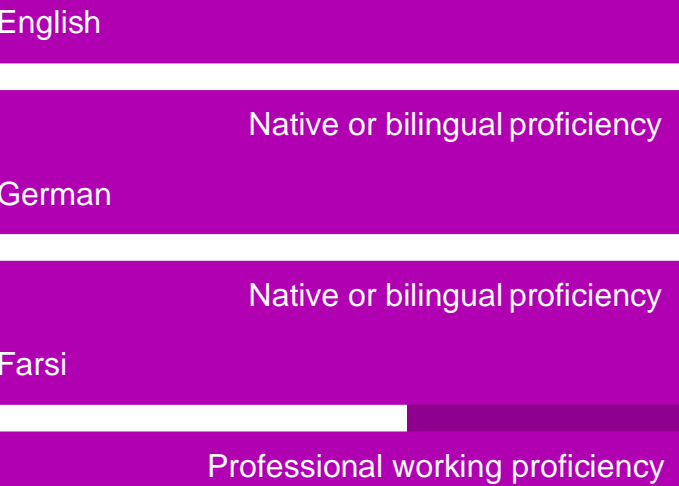 English
Native or bilingual proficiency
German
Native or bilingual proficiency
Farsi
Professional working proficiency